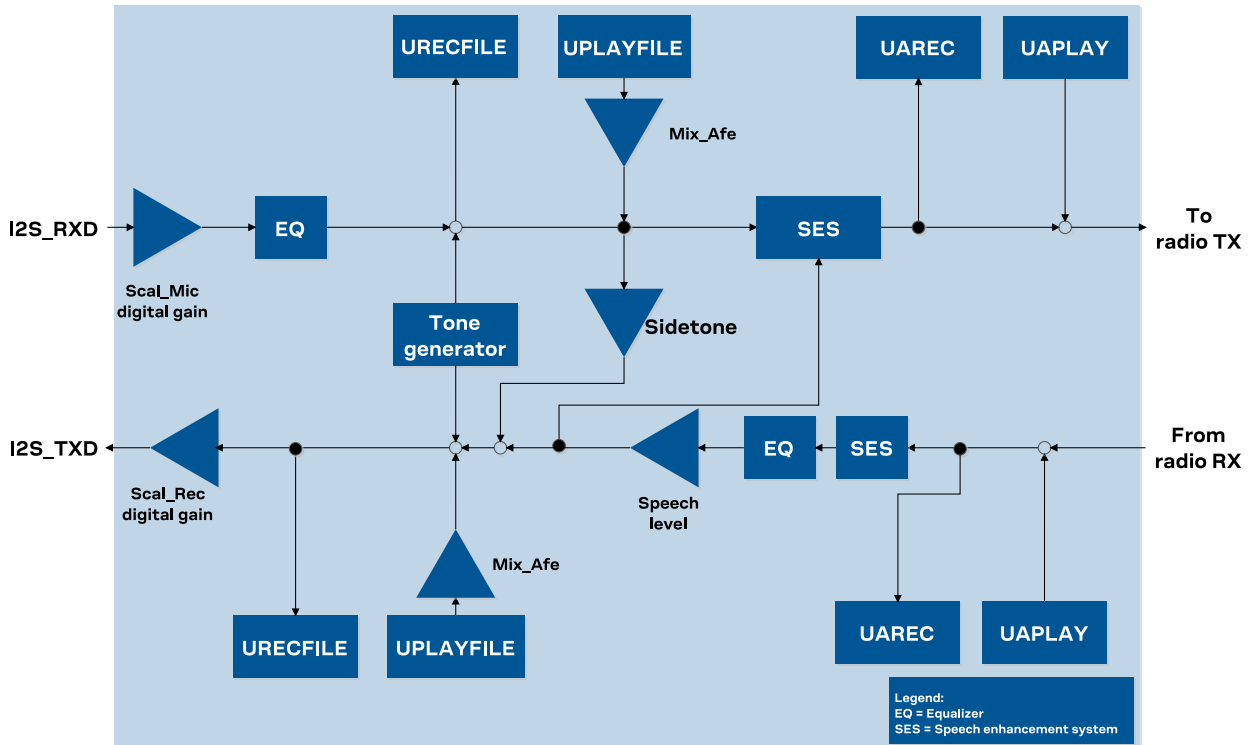 URECFILE
UPLAYFILE
UAREC
UAPLAY
Mix_Afe
I2S_RXD
EQ
SES
To
radio TX
Scal_Mic
digital gain
Tone
generator
Sidetone
I2S_TXD
EQ
SES
From
radio RX
Scal_Rec
digital gain
Speech
level
Mix_Afe
URECFILE
UPLAYFILE
UAREC
UAPLAY
Legend:
EQ = Equalizer
SES = Speech enhancement system